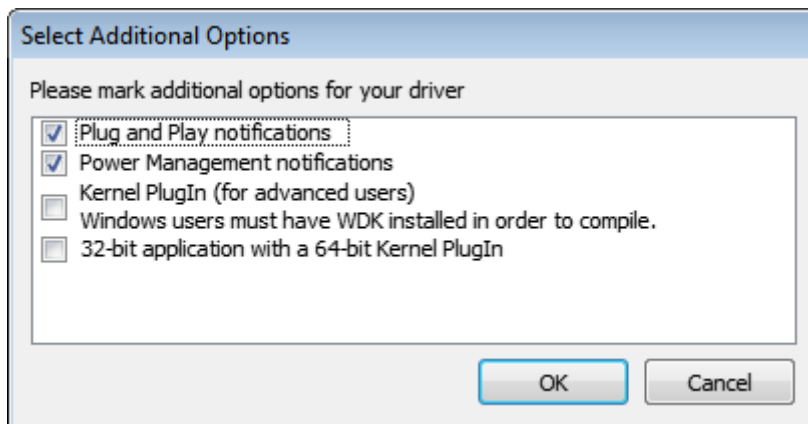 Select Additional Options
Please mark additional options for your driver
Plug and Play notifications
Power Management notifications
Kernel PlugIn (for advanced users)
Windows users must have WDK installed in order to compile.
32-bit application with a 64-bit Kernel PlugIn
OK
Cancel